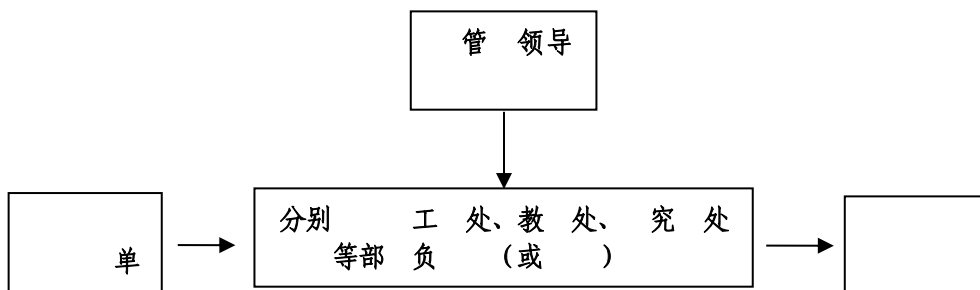 管 领导
分别 工 处、教 处、 究 处
等部 负 （或 ）
单